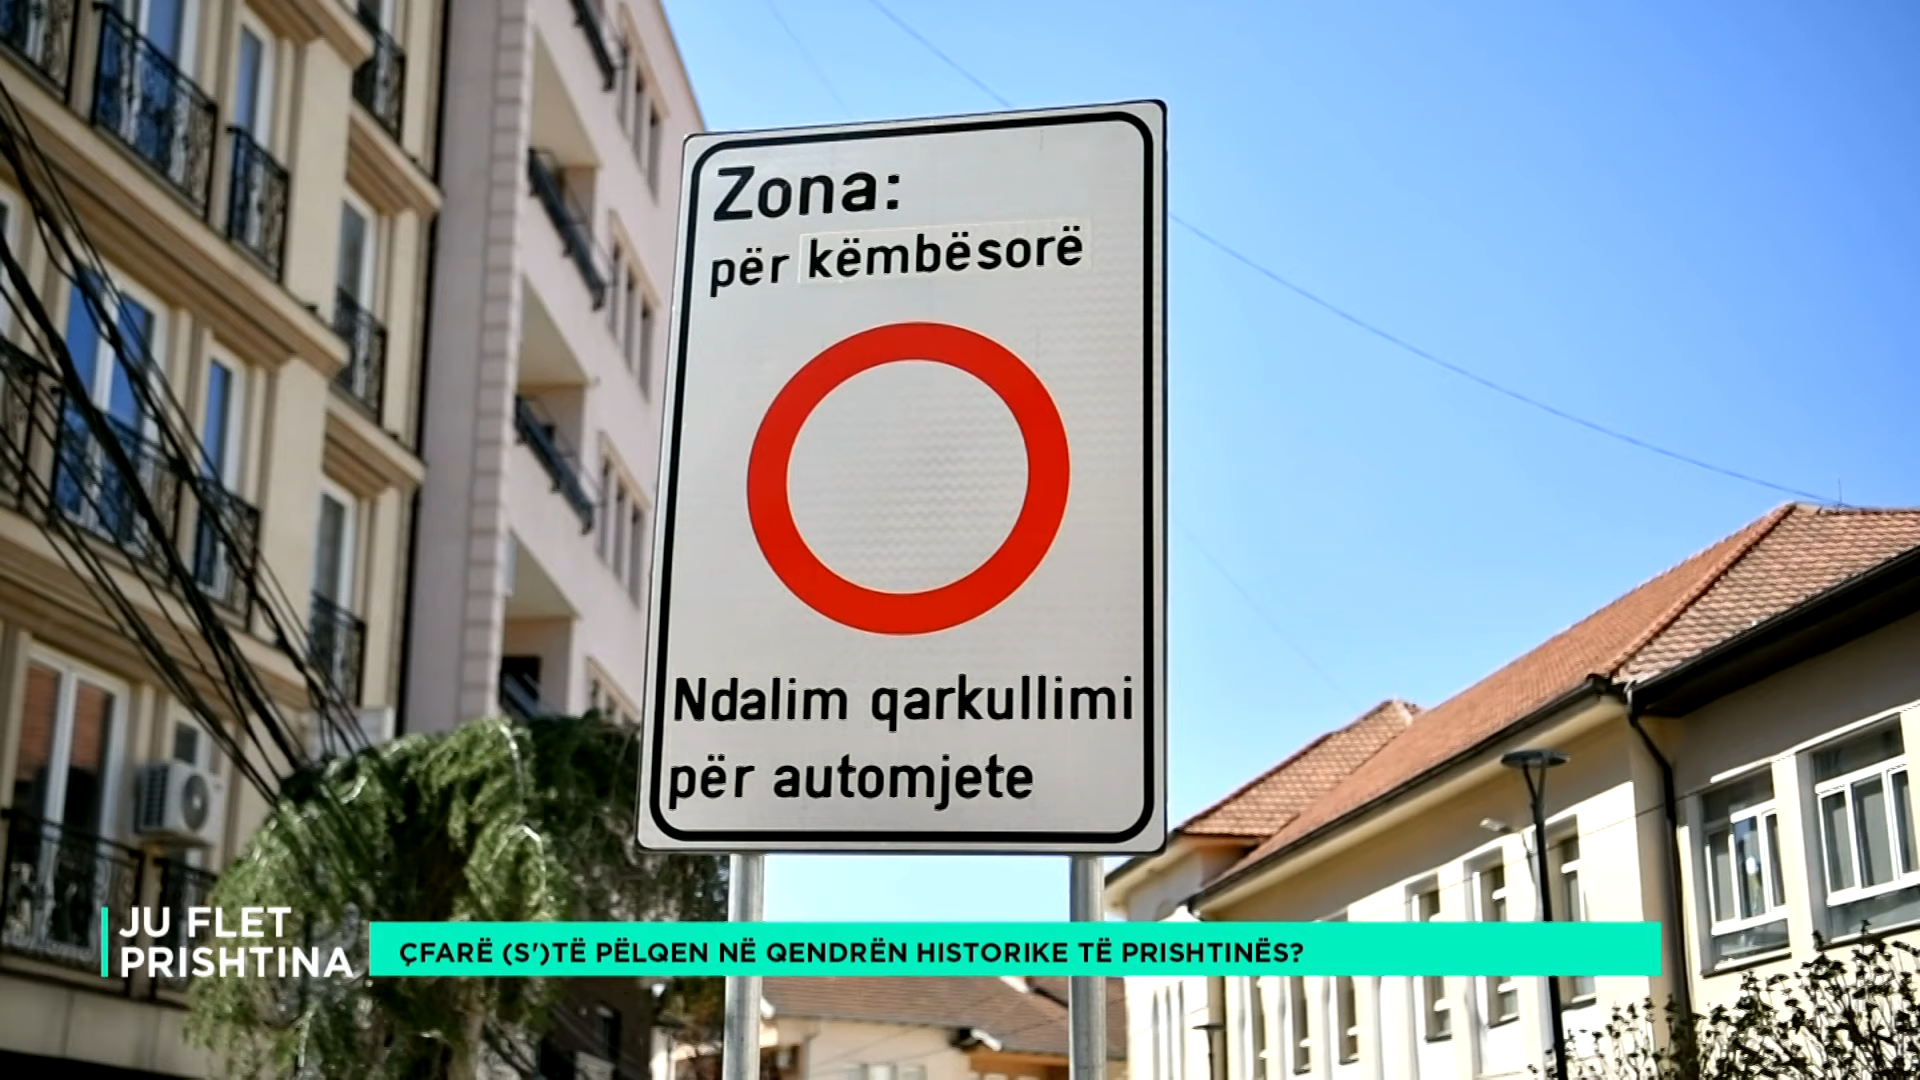 Zona:
për këmbësorë
Ndalim qarkullimi
për automjete
JU FLET
PRISHTINA
ÇFARË (S')TË PËLQEN NË QENDRËN HISTORIKE TË PRISHTINËS?